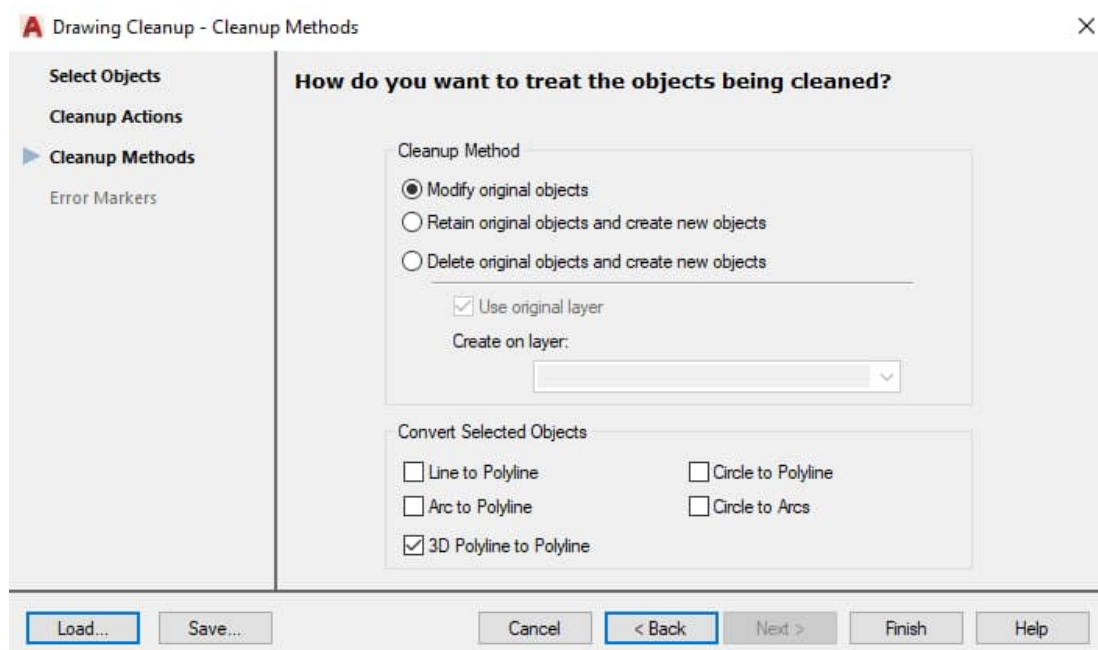 Drawing Cleanup - Cleanup Methods
Select Objects
Cleanup Actions
Cleanup Methods
Error Markers
How do you want to treat the objects being cleaned?
Cleanup Method
Modify original objects
Retain original objects and create new objects
Delete original objects and create new objects
Use original layer
Create on layer:
Convert Selected Objects
Line to Polyline
Circle to Polyline
Arc to Polyline
Circle to Arcs
3D Polyline to Polyline
Load... Save... Cancel < Back Next > Finish Help